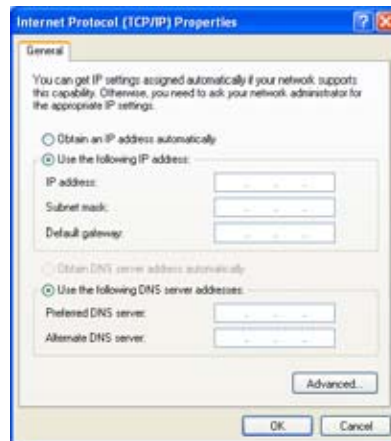 Internet Protocol (TCP/IP) Properties
General
You can get IP settings assigned automatically if your network supports
this capability. Otherwise, you need to ask your network administrator for
the appropriate IP settings.
Obtain an IP address automatically
Use the following IP address:
IP address:
Subnet mask:
Default gateway:
Obtain DNS server address automatically
Use the following DNS server addresses:
Preferred DNS server:
Alternate DNS server:
Advanced...
OK Cancel